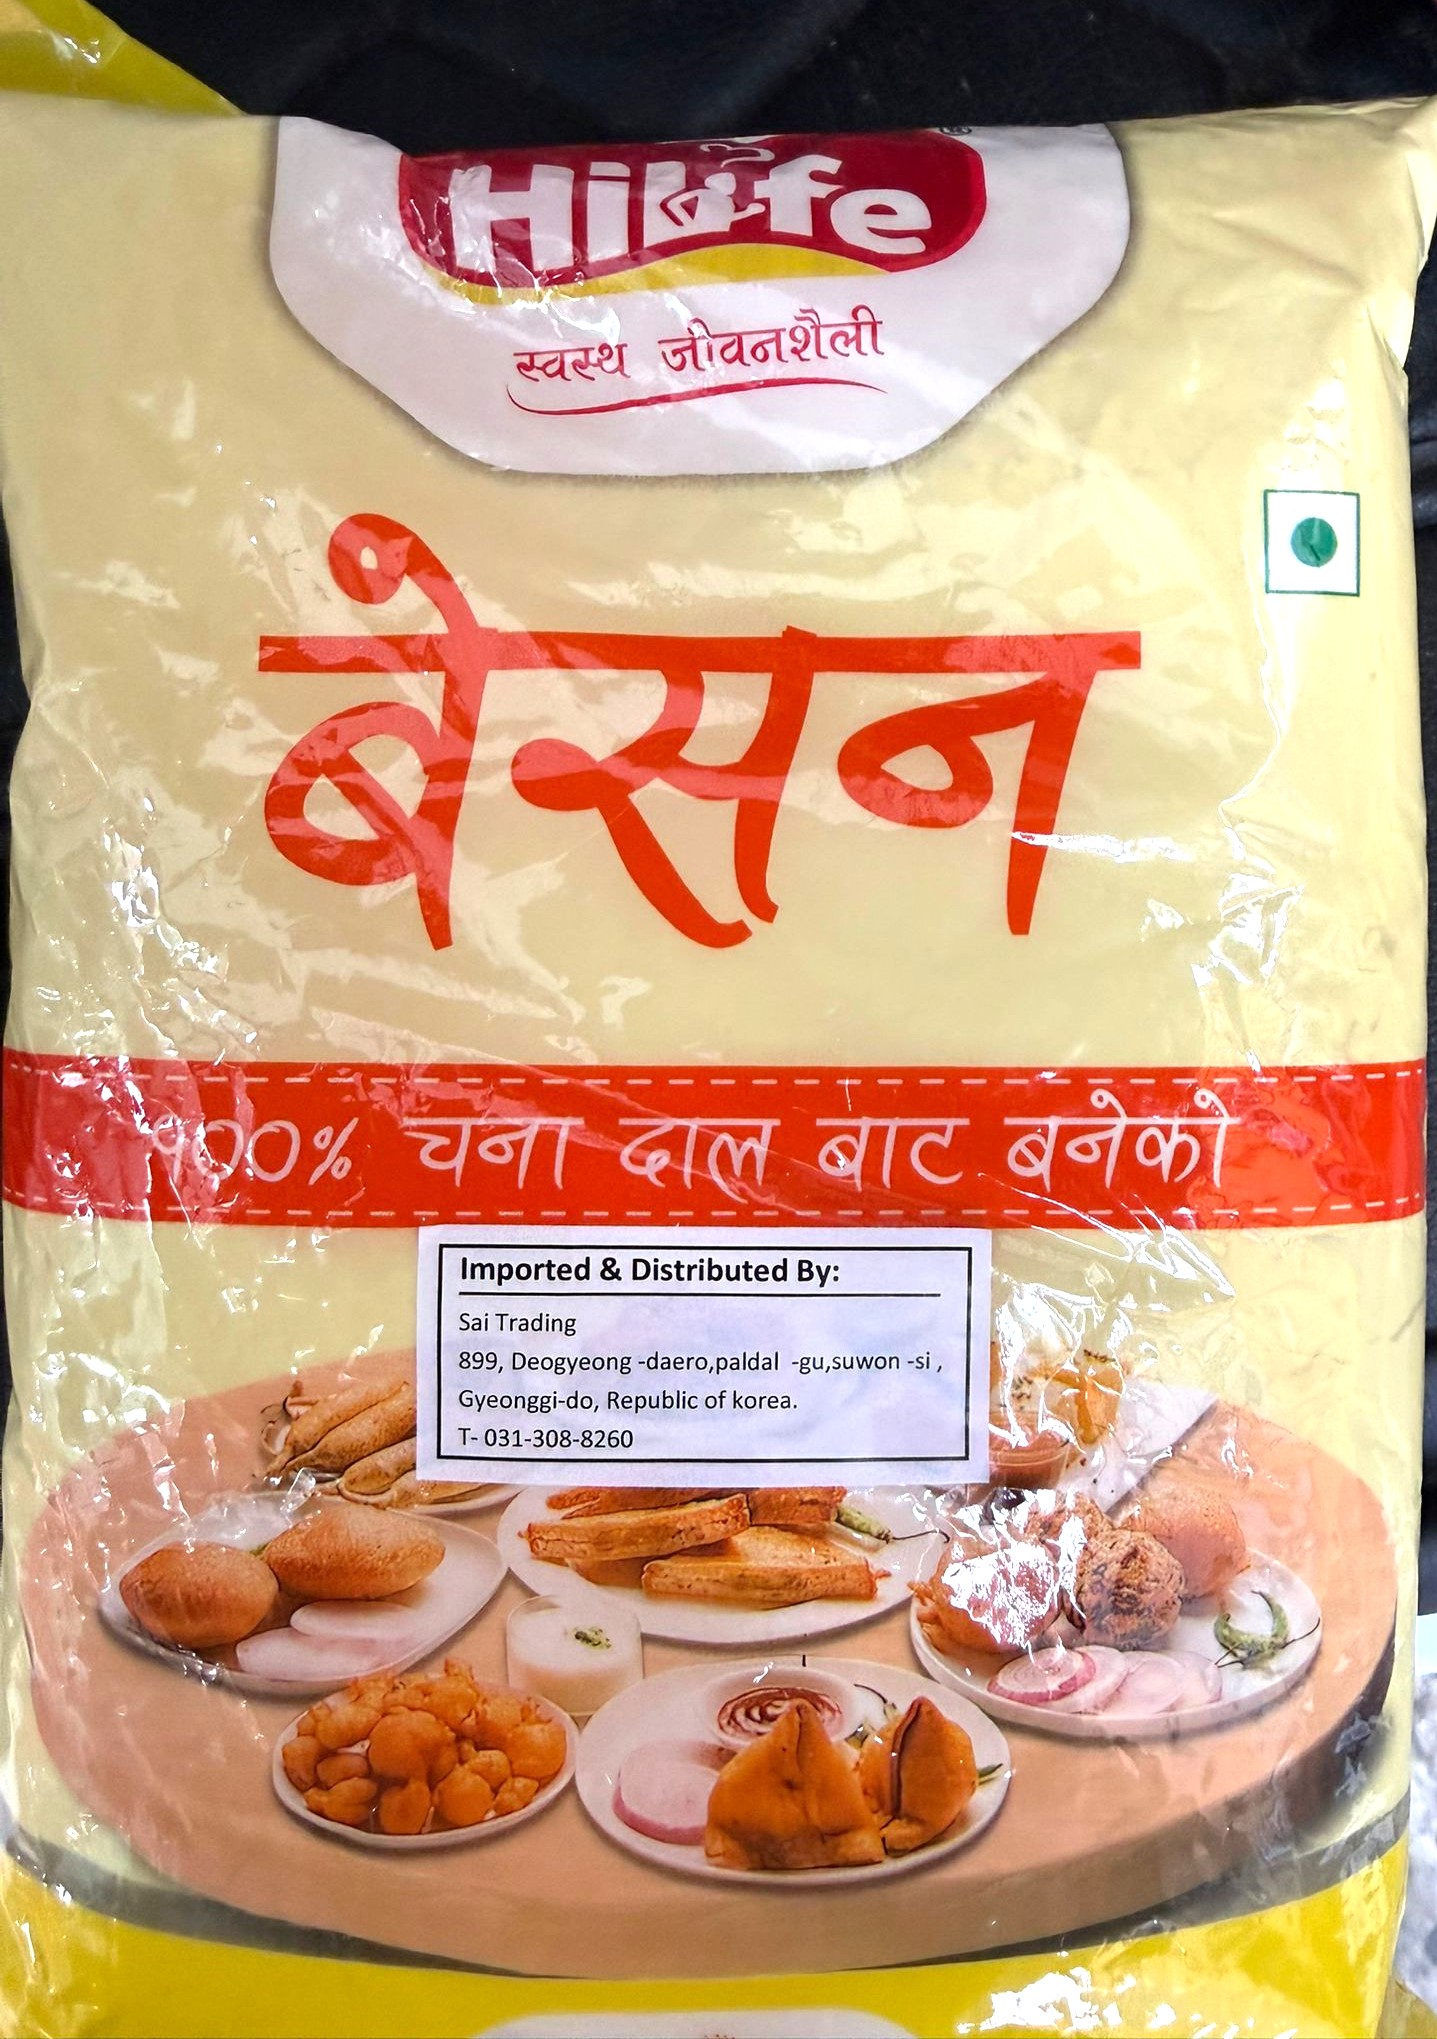 HiLife
स्वस्थ जीवनशैली
बेसन
१००% चना दाल बाट बनेको
Imported & Distributed By:
Sai Trading
899, Deogyeong -daero,paldal -gu,suwon -si ,
Gyeonggi-do, Republic of korea.
T- 031-308-8260